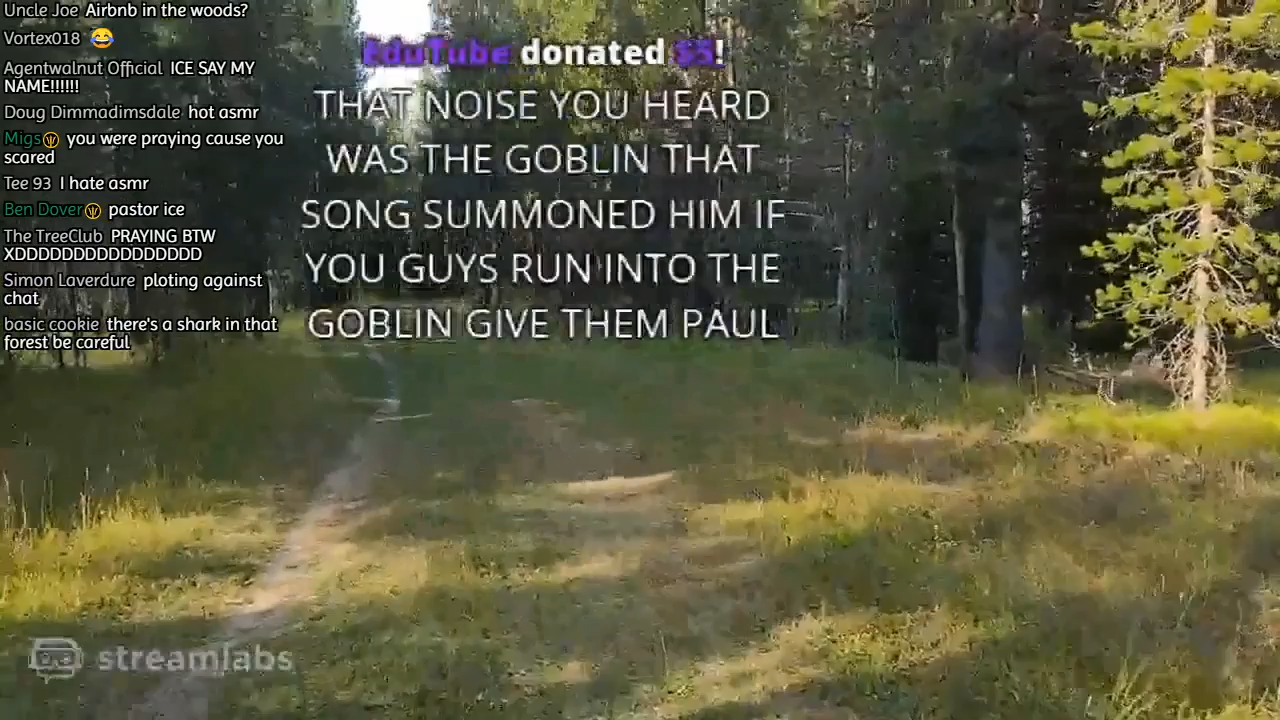 Uncle Joe Airbnb in the woods?
Vortex018 😂
Agentwalnut Official ICE SAY MY
NAME!!!!!!
Doug Dimmadimsdale hot asmr
Migs you were praying cause you
scared
Tee 93 I hate asmr
Ben Dover pastor ice
The TreeClub PRAYING BTW
XDDDDDDDDDDDDDDDD
Simon Laverdure ploting against
chat
basic cookie there's a shark in that
forest be careful
EduTube donated $5!
THAT NOISE YOU HEARD
WAS THE GOBLIN THAT
SONG SUMMONED HIM IF
YOU GUYS RUN INTO THE
GOBLIN GIVE THEM PAUL
streamlabs